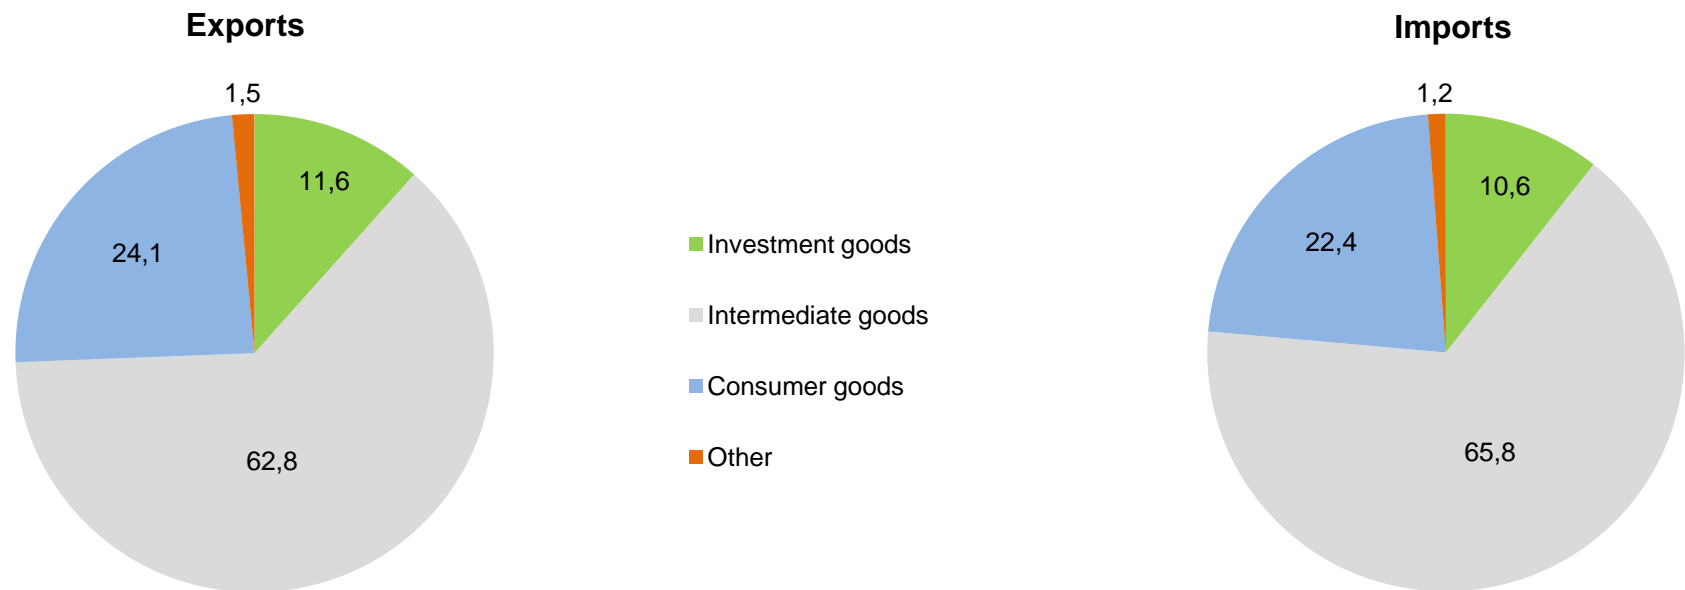 Exports
1,5
11,6
24,1
62,8
Investment goods
Intermediate goods
Consumer goods
Other
Imports
1,2
10,6
22,4
65,8